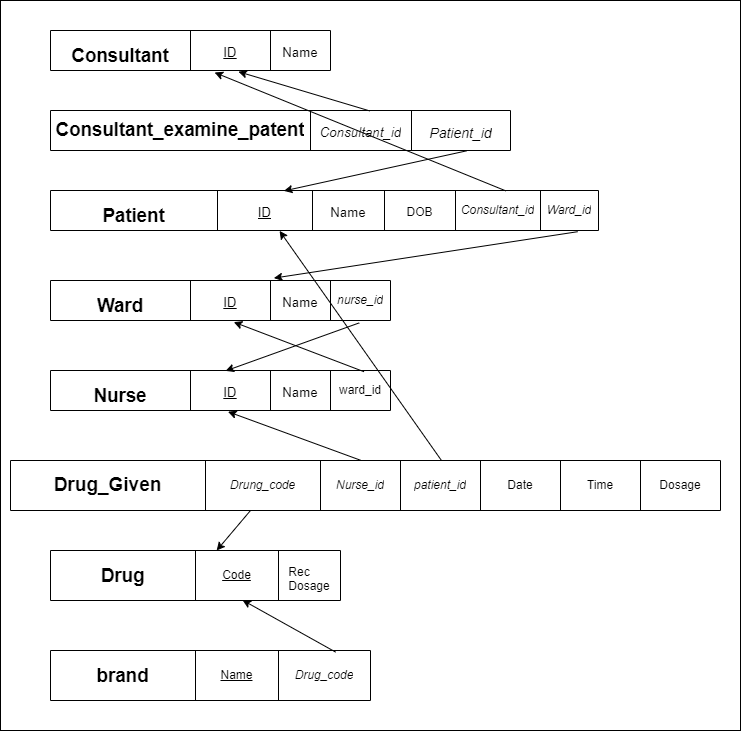 Consultant ID Name
Consultant_examine_patent Consultant_id Patient_id
Patient ID Name DOB Consultant_id Ward_id
Ward ID Name nurse_id
Nurse ID Name ward_id
Drug_Given Drung_code Nurse_id patient_id Date Time Dosage
Drug Code Rec
Dosage
brand Name Drug_code